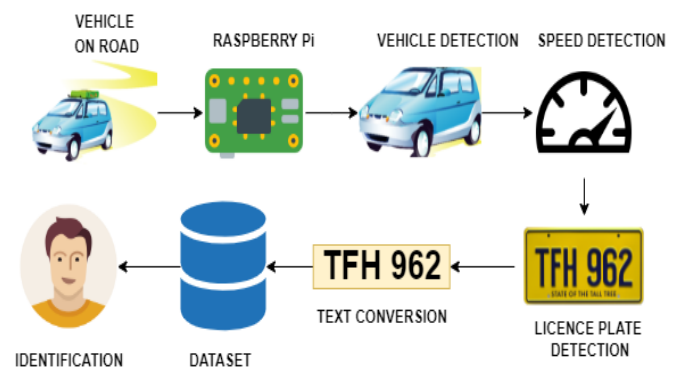 VEHICLE
ON ROAD
RASPBERRY Pi
VEHICLE DETECTION
SPEED DETECTION
TFH 962
TFH 962
STATE OF THE TALL TREE
TEXT CONVERSION
LICENCE PLATE
DETECTION
IDENTIFICATION
DATASET